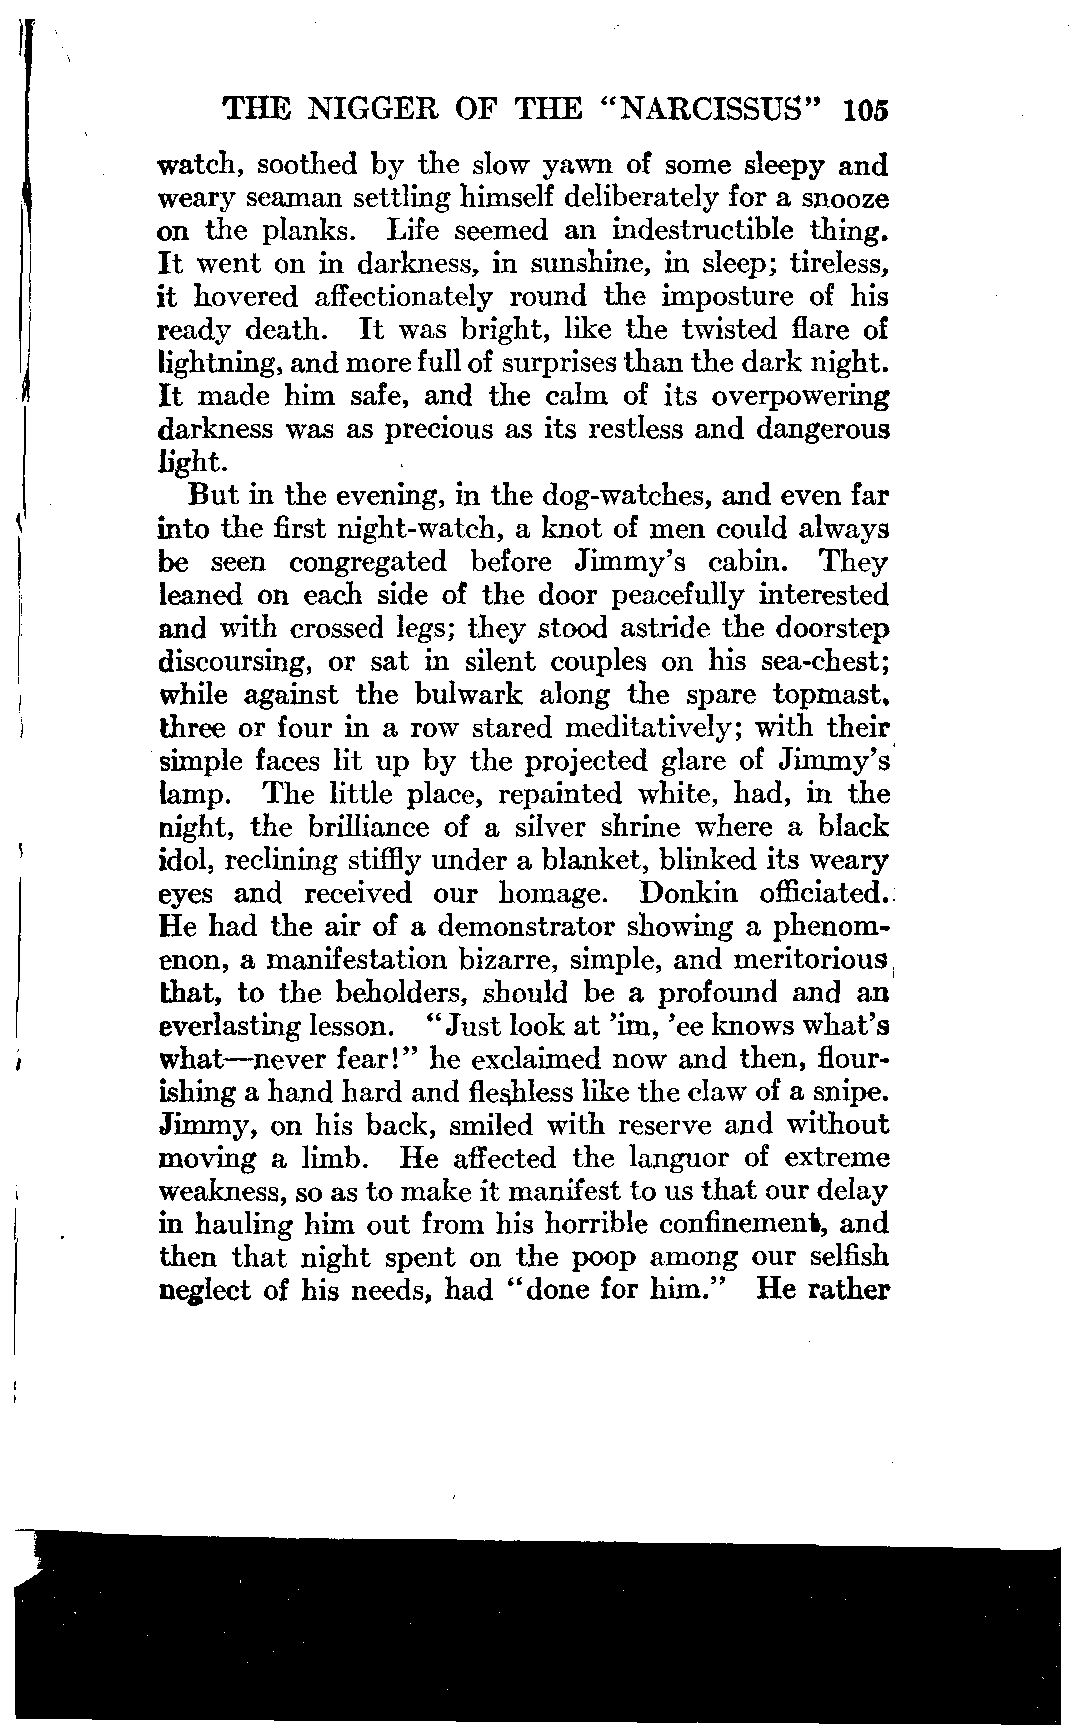 THE NIGGER OF THE “NARCISSUS” 105
watch, soothed by the slow yawn of some sleepy and
weary seaman settling himself deliberately for a snooze
on the planks. Life seemed an indestructible thing.
It went on in darkness, in sunshine, in sleep; tireless,
it hovered affectionately round the imposture of his
ready death. It was bright, like the twisted flare of
lightning, and more full of surprises than the dark night.
It made him safe, and the calm of its overpowering
darkness was as precious as its restless and dangerous
light.
But in the evening, in the dog-watches, and even far
into the first night-watch, a knot of men could always
be seen congregated before Jimmy’s cabin. They
leaned on each side of the door peacefully interested
and with crossed legs; they stood astride the doorstep
discoursing, or sat in silent couples on his sea-chest;
while against the bulwark along the spare topmast,
three or four in a row stared meditatively; with their
simple faces lit up by the projected glare of Jimmy’s
lamp. The little place, repainted white, had, in the
night, the brilliance of a silver shrine where a black
idol, reclining stiffly under a blanket, blinked its weary
eyes and received our homage. Donkin officiated.
He had the air of a demonstrator showing a phenom-
enon, a manifestation bizarre, simple, and meritorious,
that, to the beholders, should be a profound and an
everlasting lesson. “Just look at ’im, ’ee knows what’s
what—never fear!” he exclaimed now and then, flour-
ishing a hand hard and fleshless like the claw of a snipe.
Jimmy, on his back, smiled with reserve and without
moving a limb. He affected the languor of extreme
weakness, so as to make it manifest to us that our delay
in hauling him out from his horrible confinement, and
then that night spent on the poop among our selfish
neglect of his needs, had “done for him.” He rather